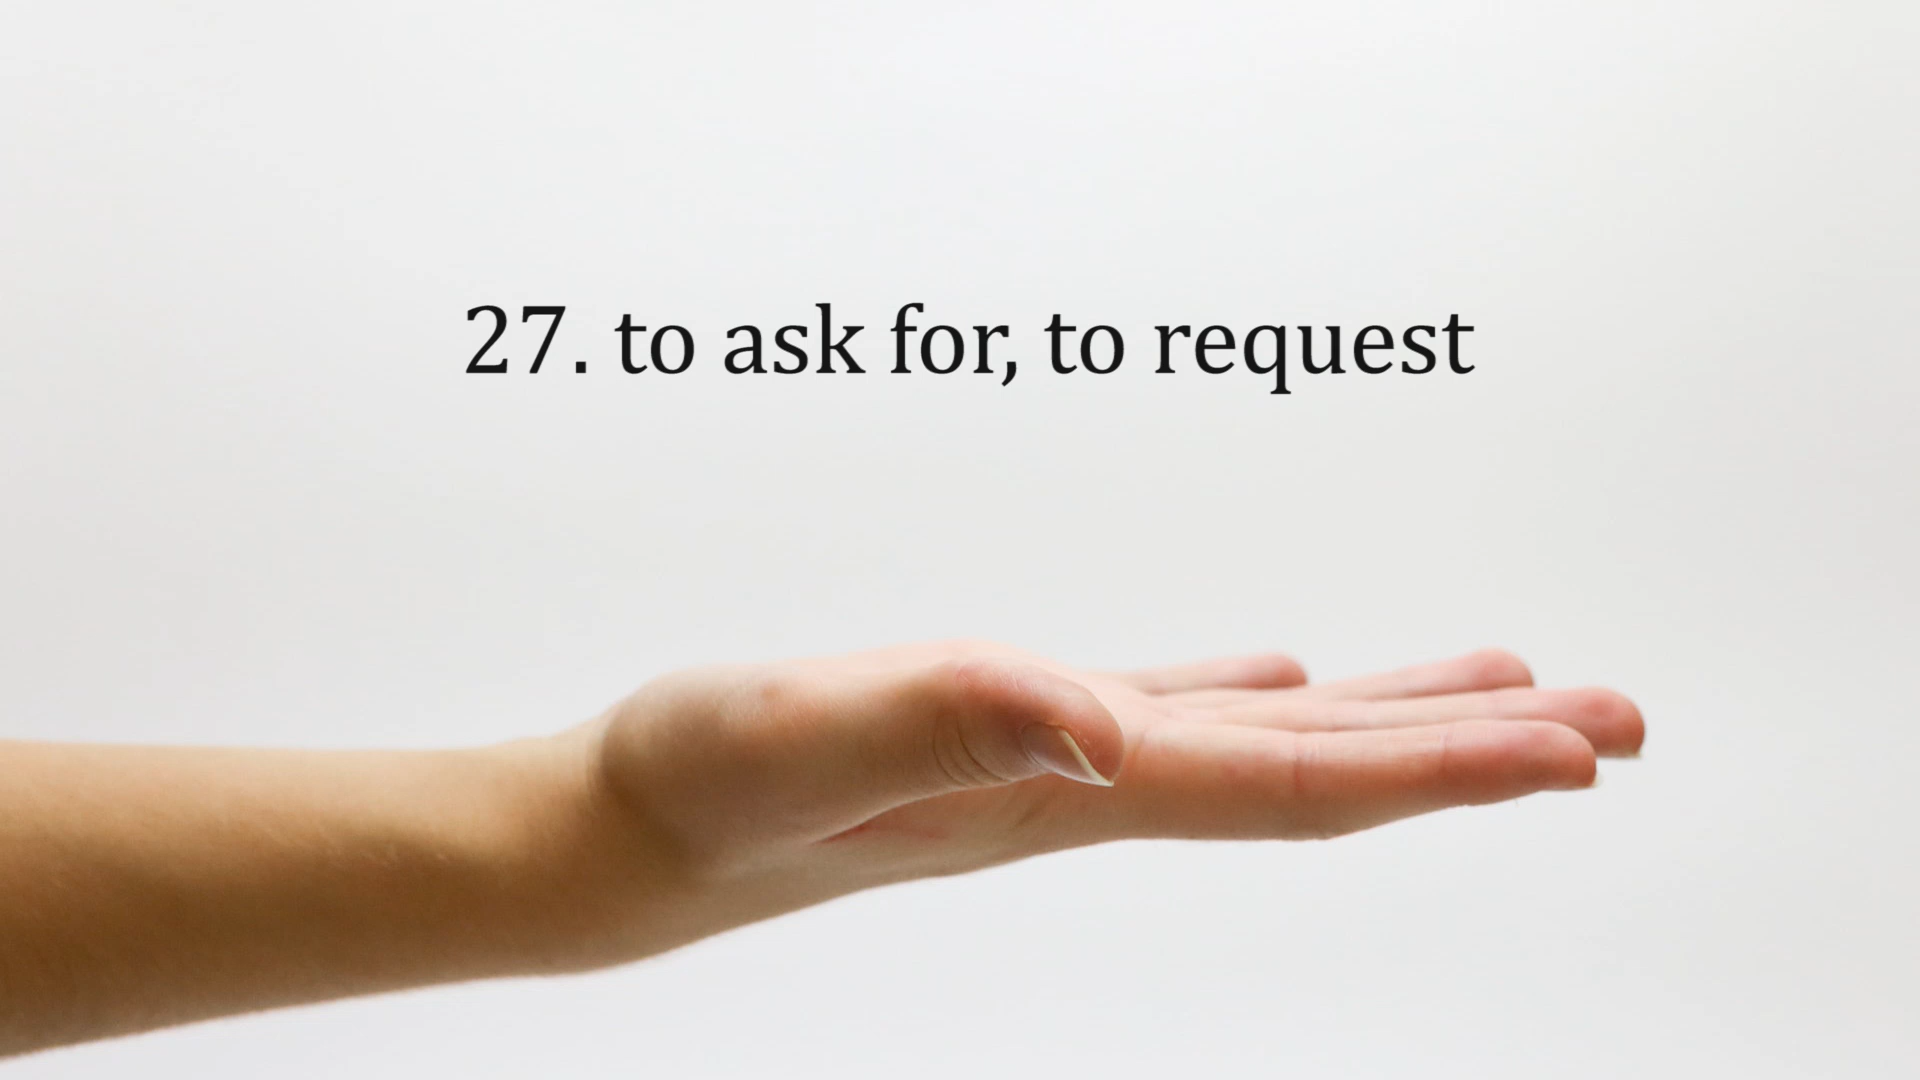 27. to ask for, to request